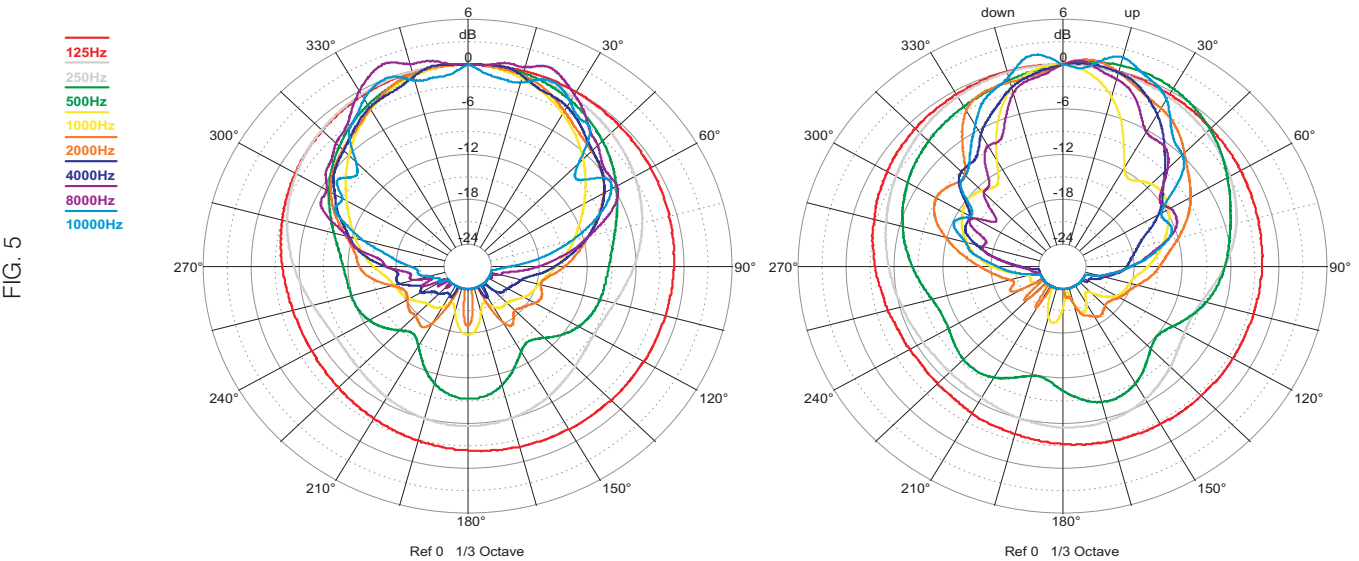 FIG. 5
125Hz
250Hz
500Hz
1000Hz
2000Hz
4000Hz
8000Hz
10000Hz
6
dB
0
-6
-12
-18
-24
30°
60°
90°
120°
150°
180°
210°
240°
270°
300°
330°
Ref 0 1/3 Octave
down
up
6
dB
0
-6
-12
-18
-24
30°
60°
90°
120°
150°
180°
210°
240°
270°
300°
330°
Ref 0 1/3 Octave